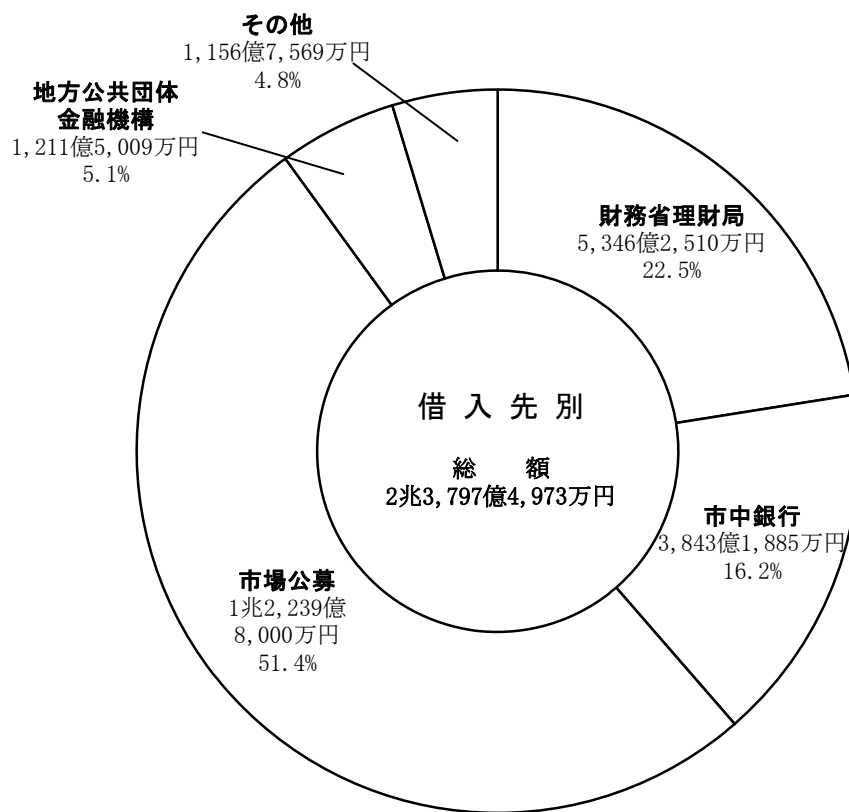 その他
1,156億7,569万円
4.8%
地方公共団体
金融機構
1,211億5,009万円
5.1%
財務省理財局
5,346億2,510万円
22.5%
借入先別
総　額
2兆3,797億4,973万円
市中銀行
3,843億1,885万円
16.2%
市場公募
1兆2,239億
8,000万円
51.4%